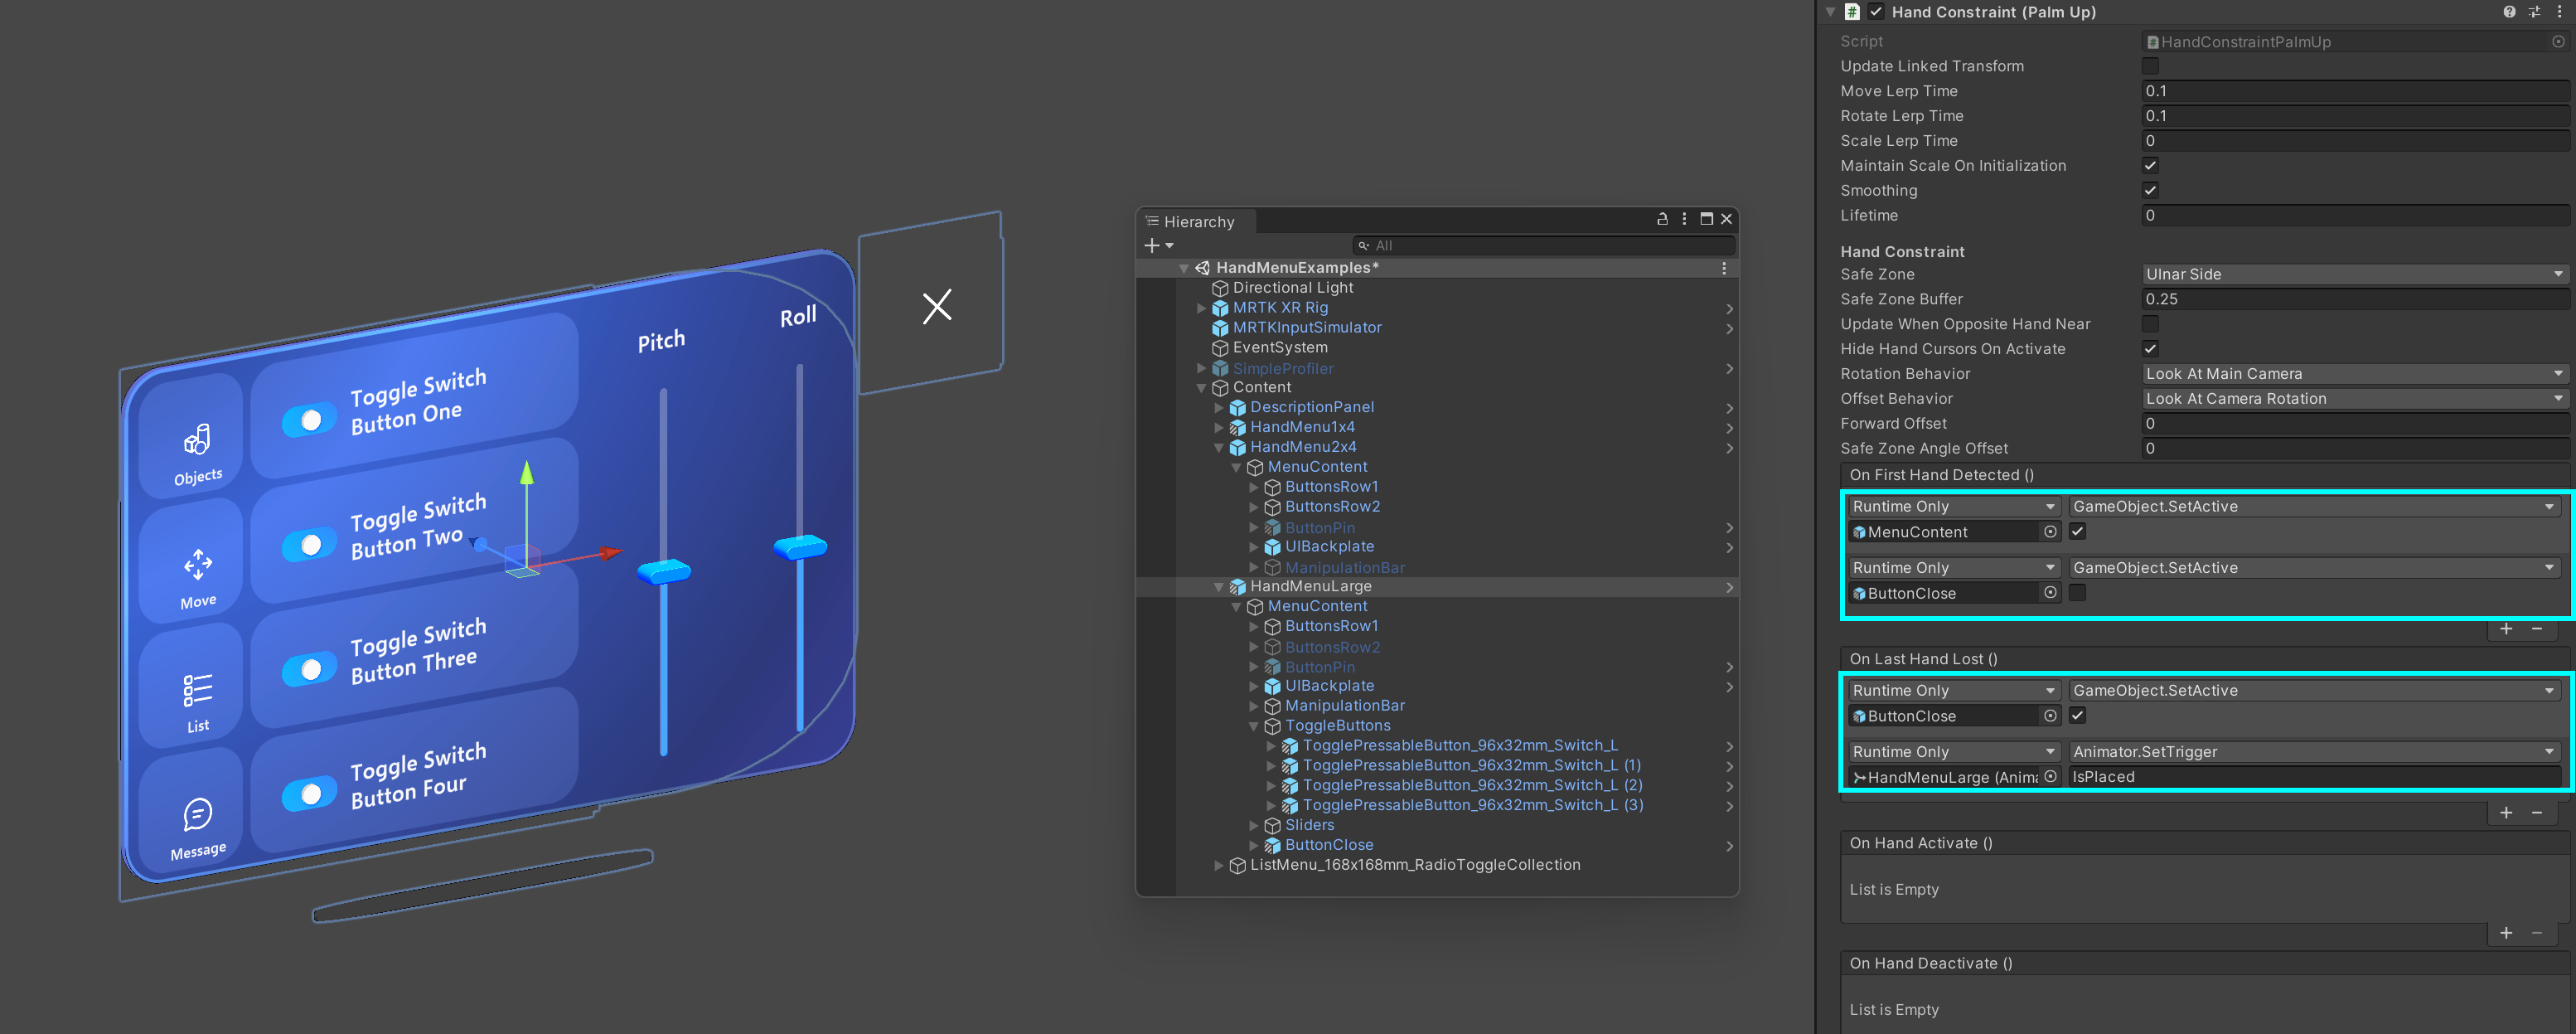 Objects
Move
List
Message
Toggle Switch
Button One
Toggle Switch
Button Two
Toggle Switch
Button Three
Toggle Switch
Button Four
Pitch
Roll
Hierarchy
All
HandMenuExamples*
Directional Light
MRTK XR Rig
MRTKInputSimulator
EventSystem
SimpleProfiler
Content
DescriptionPanel
HandMenu1x4
HandMenu2x4
MenuContent
ButtonsRow1
ButtonsRow2
ButtonPin
UIBackplate
ManipulationBar
HandMenuLarge
MenuContent
ButtonsRow1
ButtonsRow2
ButtonPin
UIBackplate
ManipulationBar
ToggleButtons
TogglePressableButton_96x32mm_Switch_L
TogglePressableButton_96x32mm_Switch_L (1)
TogglePressableButton_96x32mm_Switch_L (2)
TogglePressableButton_96x32mm_Switch_L (3)
Sliders
ButtonClose
ListMenu_168x168mm_RadioToggleCollection
Hand Constraint (Palm Up)
Script HandConstraintPalmUp
Update Linked Transform
Move Lerp Time 0.1
Rotate Lerp Time 0.1
Scale Lerp Time 0
Maintain Scale On Initialization
Smoothing
Lifetime 0
Hand Constraint
Safe Zone Ulnar Side
Safe Zone Buffer 0.25
Update When Opposite Hand Near
Hide Hand Cursors On Activate
Rotation Behavior Look At Main Camera
Offset Behavior Look At Camera Rotation
Forward Offset 0
Safe Zone Angle Offset 0
On First Hand Detected ()
Runtime Only GameObject.SetActive
MenuContent
Runtime Only GameObject.SetActive
ButtonClose
On Last Hand Lost ()
Runtime Only GameObject.SetActive
ButtonClose
Runtime Only Animator.SetTrigger
HandMenuLarge (Anima IsPlaced
On Hand Activate ()
List is Empty
On Hand Deactivate ()
List is Empty